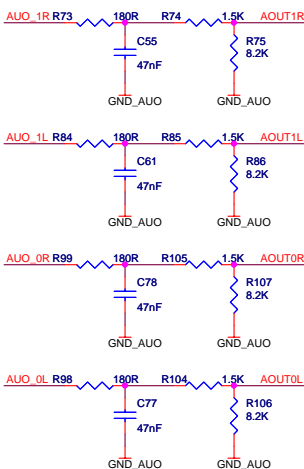 AUO_1R R73 180R R74 1.5K AOUT1R
C55 R75
47nF 8.2K
GND_AUO GND_AUO
AUO_1L R84 180R R85 1.5K AOUT1L
C61 R86
47nF 8.2K
GND_AUO GND_AUO
AUO_0R R99 180R R105 1.5K AOUT0R
C78 R107
47nF 8.2K
GND_AUO GND_AUO
AUO_0L R98 180R R104 1.5K AOUT0L
C77 R106
47nF 8.2K
GND_AUO GND_AUO